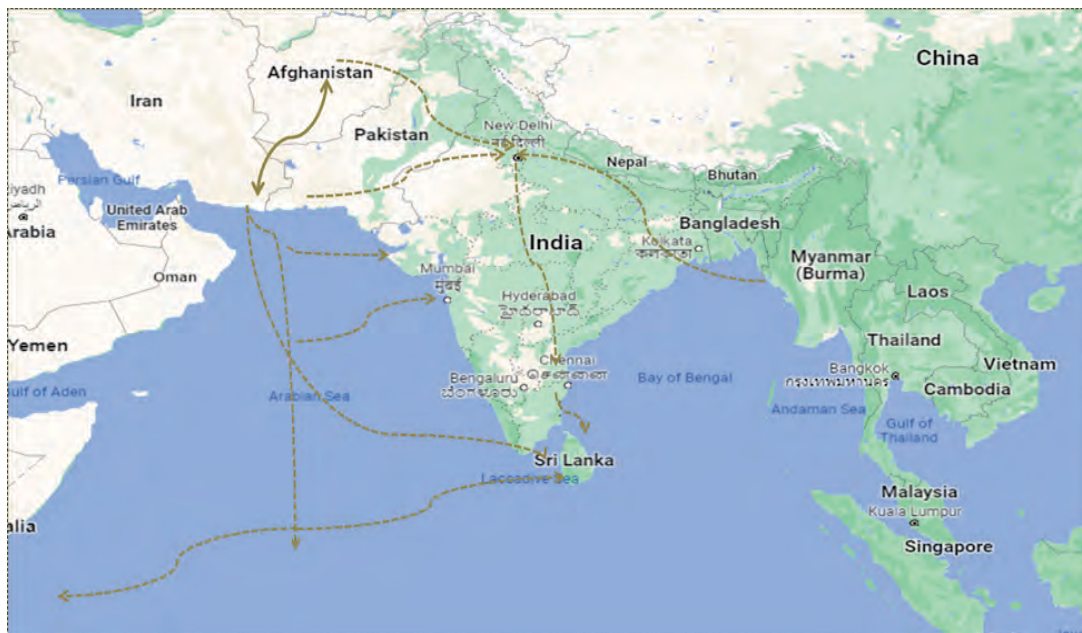 China
Afghanistan
Iran
Pakistan
New Delhi
नई दिल्ली
Nepal
Bhutan
Persian Gulf
iyadh
الرياض
Arabia
United Arab
Emirates
Bangladesh
India
Kolkata
কলকাতা
Myanmar
(Burma)
Oman
Mumbai
मुंबई
Hyderabad
హైదరాబాద్
Laos
Yemen
Thailand
Vietnam
Chennai
சென்னை
Bangkok
กรุงเทพมหานคร
Bengaluru
ಬೆಂಗಳೂರು
Bay of Bengal
Cambodia
Gulf of Aden
Arabian Sea
Andaman Sea
Gulf of
Thailand
Sri Lanka
Laccadive Sea
Malaysia
Kuala Lumpur
alia
Singapore